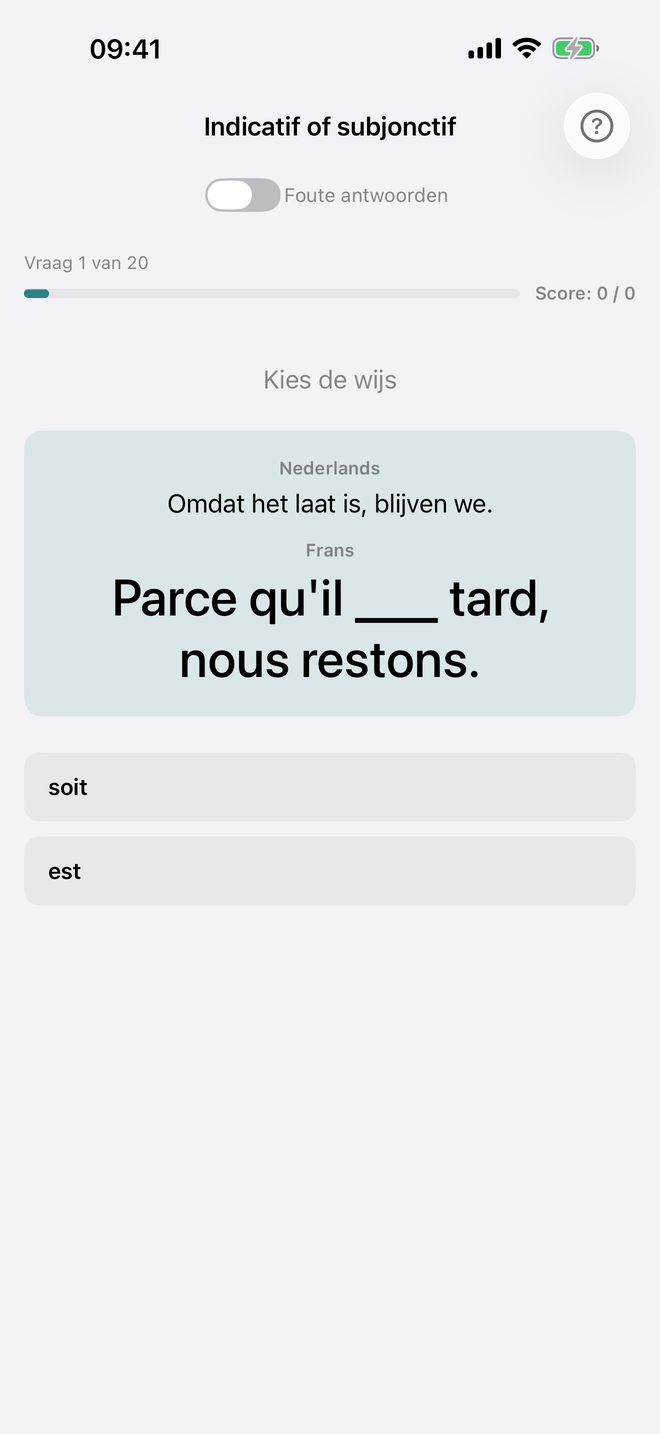 09:41
Indicatif of subjonctif
?
Foute antwoorden
Vraag 1 van 20
Score: 0 / 0
Kies de wijs
Nederlands
Omdat het laat is, blijven we.
Frans
Parce qu'il ____ tard,
nous restons.
soit
est